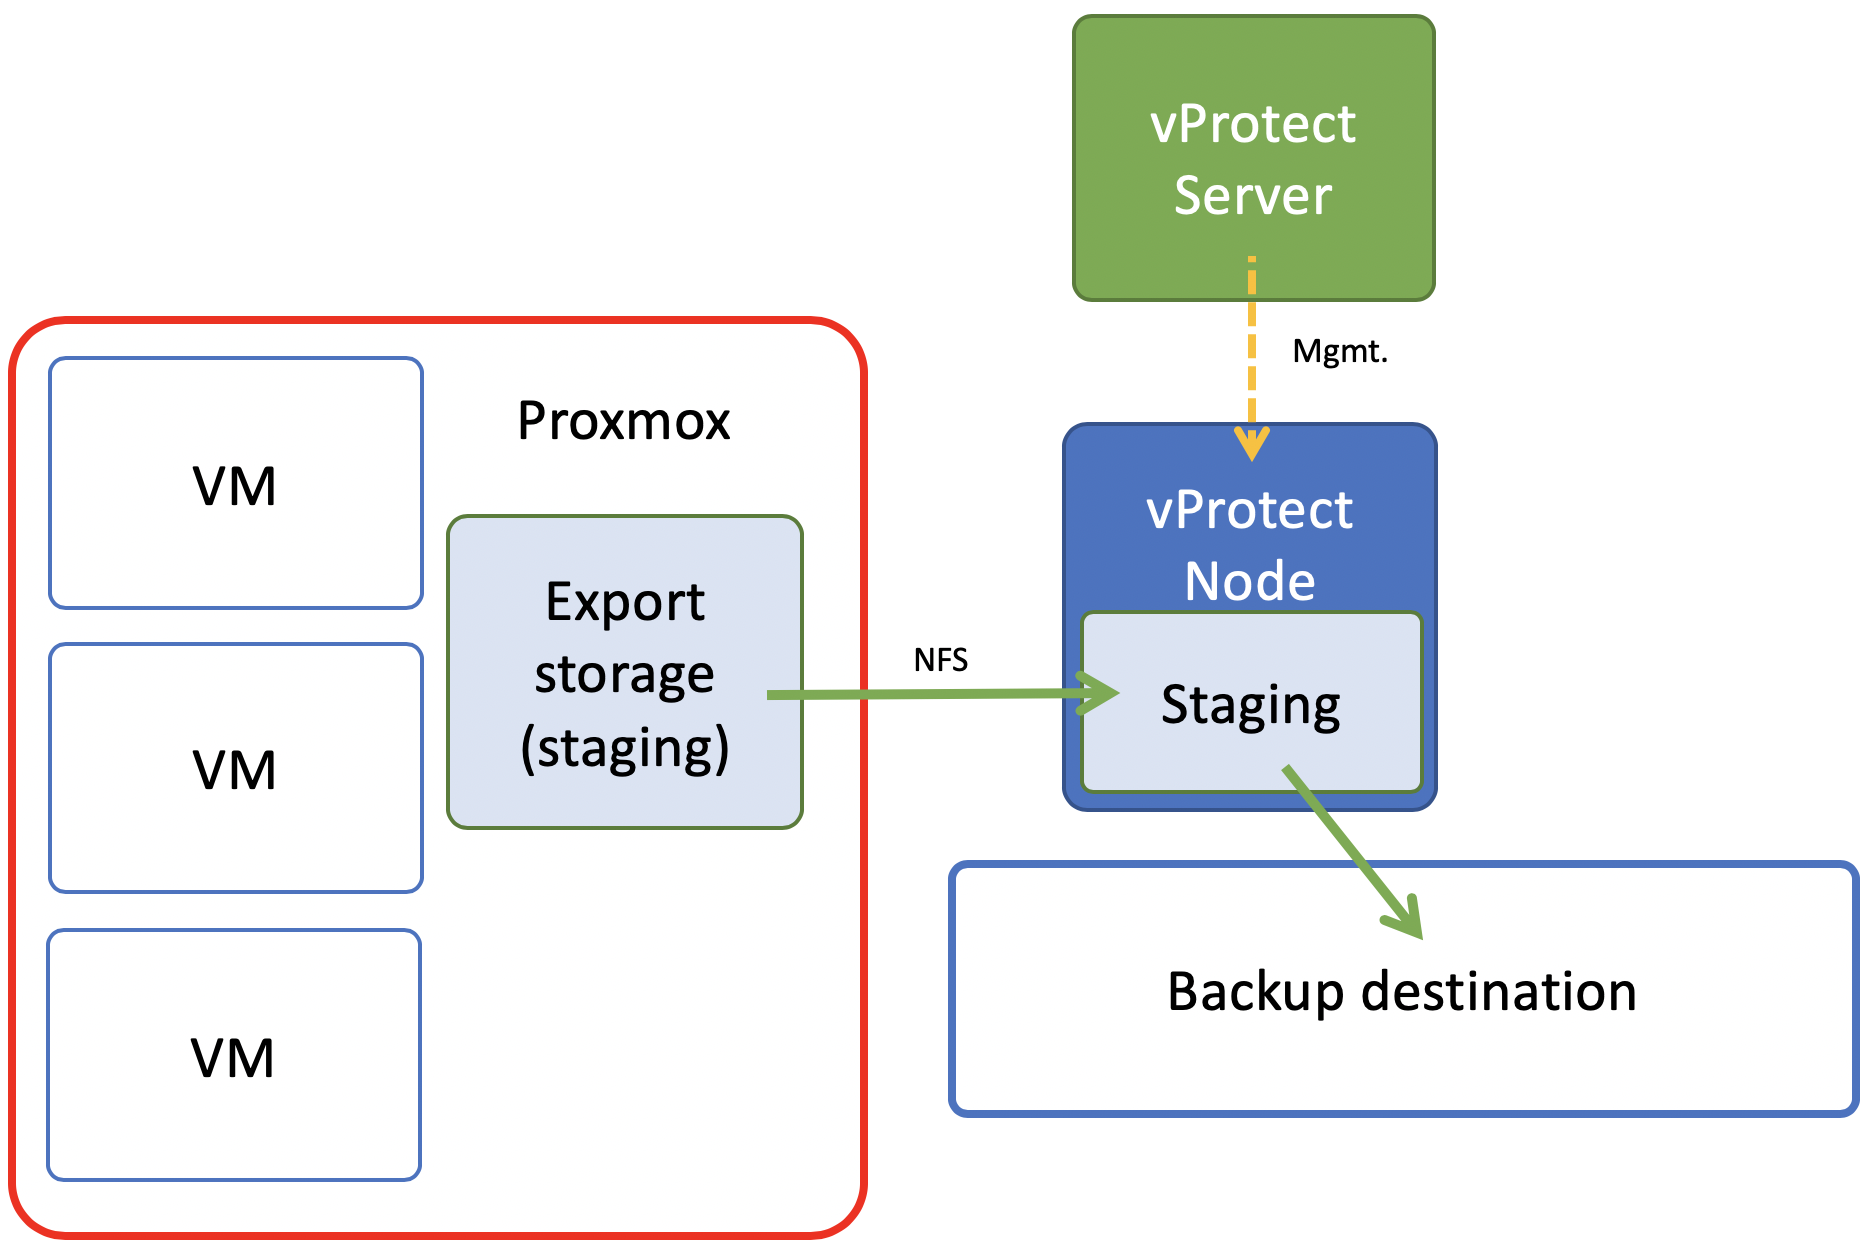 vProtect
Server
Mgmt.
Proxmox
VM
Export
storage
(staging)
VM
VM
NFS
vProtect
Node
Staging
Backup destination